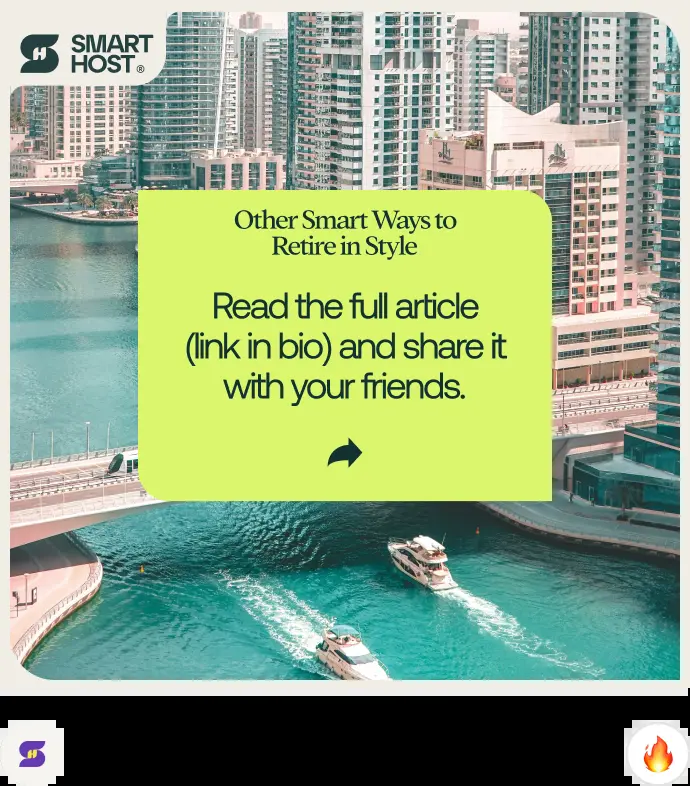 SMART
HOST®
Other Smart Ways to
Retire in Style
Read the full article
(link in bio) and share it
with your friends.